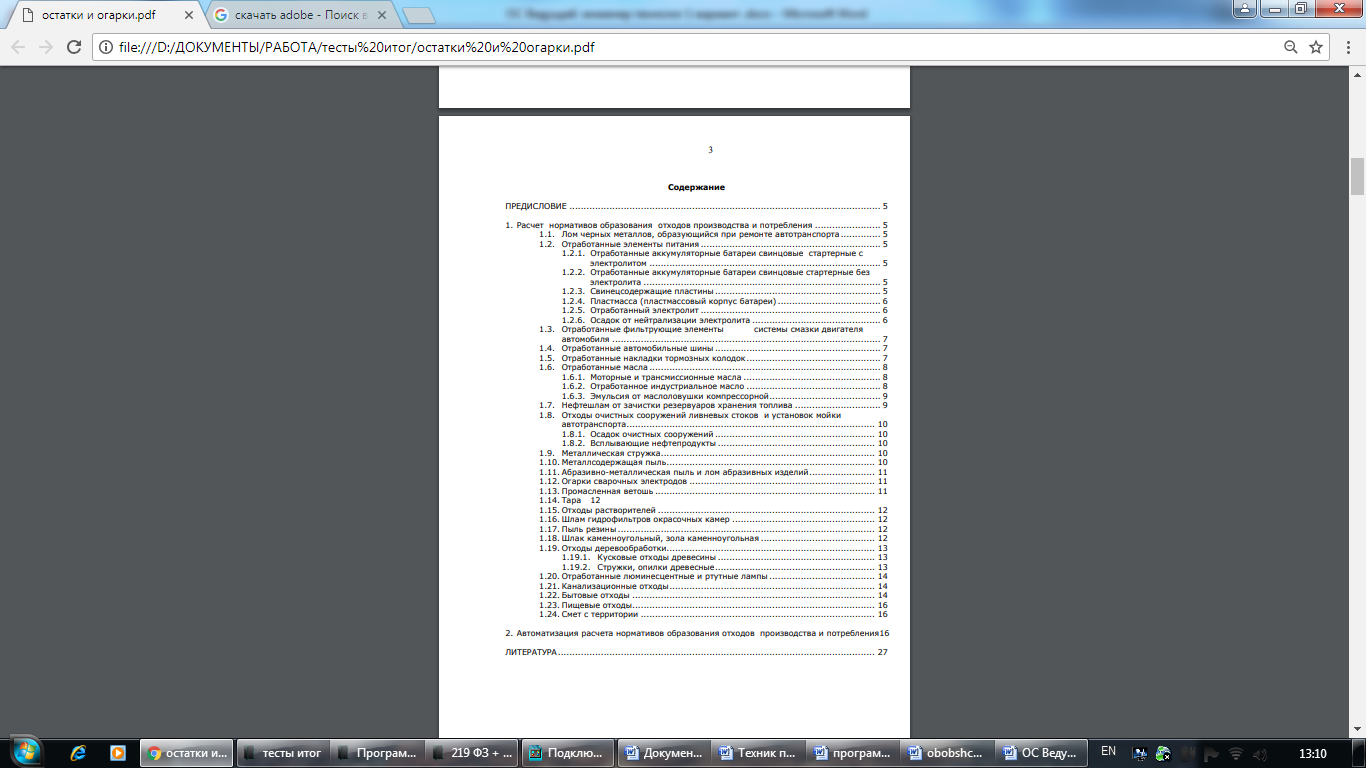 ОС Ведущий инженер технолог 1 вариант .docx - Microsoft Word
остатки и огарки.pdf
скачать adobe - Поиск в
file:///D:/ДОКУМЕНТЫ/РАБОТА/тесты%20итог/остатки%20и%20огарки.pdf
3
Содержание
ПРЕДИСЛОВИЕ ........ 5
1. Расчет нормативов образования отходов производства и потребления ........ 5
1.1. Лом черных металлов, образующийся при ремонте автотранспорта ........ 5
1.2. Отработанные элементы питания ........ 5
1.2.1. Отработанные аккумуляторные батареи свинцовые стартерные с
электролитом ........ 5
1.2.2. Отработанные аккумуляторные батареи свинцовые стартерные без
электролита ........ 5
1.2.3. Свинецсодержащие пластины ........ 5
1.2.4. Пластмасса (пластмассовый корпус батареи) ........ 6
1.2.5. Отработанный электролит ........ 6
1.2.6. Осадок от нейтрализации электролита ........ 6
1.3. Отработанные фильтрующие элементы системы смазки двигателя
автомобиля ........ 7
1.4. Отработанные автомобильные шины ........ 7
1.5. Отработанные накладки тормозных колодок ........ 7
1.6. Отработанные масла ........ 8
1.6.1. Моторные и трансмиссионные масла ........ 8
1.6.2. Отработанное индустриальное масло ........ 8
1.6.3. Эмульсия от маслоловушки компрессорной ........ 9
1.7. Нефтешлам от зачистки резервуаров хранения топлива ........ 9
1.8. Отходы очистных сооружений ливневых стоков и установок мойки
автотранспорта ........ 10
1.8.1. Осадок очистных сооружений ........ 10
1.8.2. Всплывающие нефтепродукты ........ 10
1.9. Металлическая стружка ........ 10
1.10. Металлсодержащая пыль ........ 10
1.11. Абразивно-металлическая пыль и лом абразивных изделий ........ 11
1.12. Огарки сварочных электродов ........ 11
1.13. Промасленная ветошь ........ 11
1.14. Тара 12
1.15. Отходы растворителей ........ 12
1.16. Шлам гидрофильтров окрасочных камер ........ 12
1.17. Пыль резины ........ 12
1.18. Шлак каменноугольный, зола каменноугольная ........ 12
1.19. Отходы деревообработки ........ 13
1.19.1. Кусковые отходы древесины ........ 13
1.19.2. Стружки, опилки древесные ........ 13
1.20. Отработанные люминесцентные и ртутные лампы ........ 14
1.21. Канализационные отходы ........ 14
1.22. Бытовые отходы ........ 14
1.23. Пищевые отходы ........ 16
1.24. Смет с территории ........ 16
2. Автоматизация расчета нормативов образования отходов производства и потребления16
ЛИТЕРАТУРА ........ 27
остатки и...
тесты итог
Програм...
219 ФЗ + ...
Подклю...
Докумен...
Техник п...
програм...
obobshc...
ОС Веду...
EN
13:10